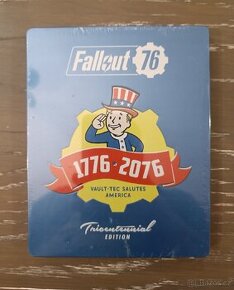 Fallout 76
1776 2076
VAULT-TEC SALUTES
AMERICA
Tricentennial
EDITION